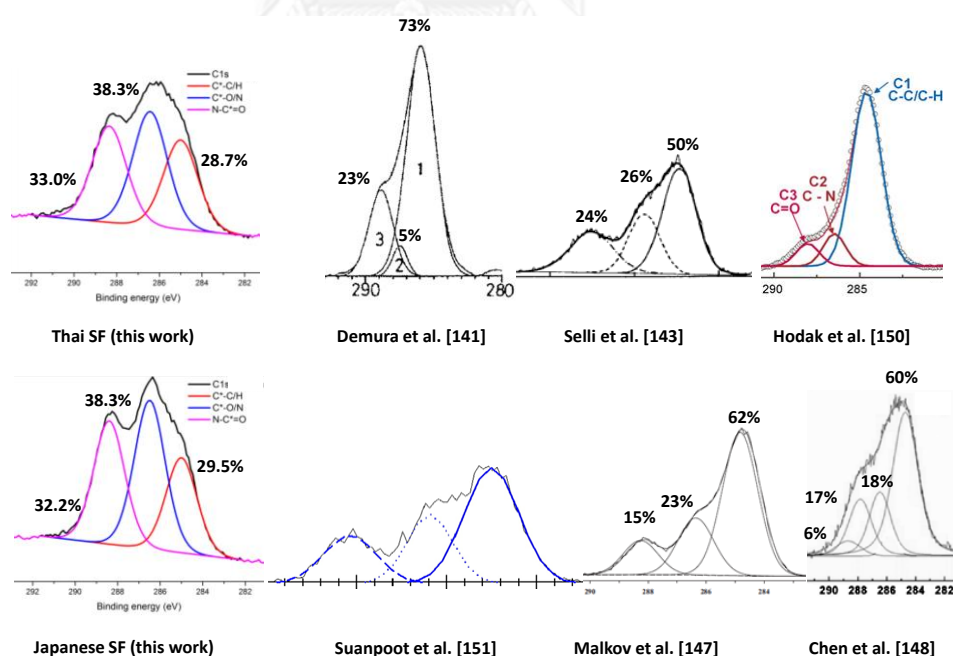 73%
C1s
C*-C/H
C*-O/N
N-C*=O
38.3%
33.0%
28.7%
292 290 288 286 284 282
Binding energy (eV)
23%
5%
1
3
2
290 280
50%
26%
24%
C1
C-C/C-H
C3
C=O
C2
C - N
290 285
Thai SF (this work)
Demura et al. [141]
Selli et al. [143]
Hodak et al. [150]
C1s
C*-C/H
C*-O/N
N-C*=O
38.3%
32.2%
29.5%
292 290 288 286 284 282
Binding energy (eV)
62%
23%
15%
290 288 286 284
60%
18%
17%
6%
290 288 286 284 282
Japanese SF (this work)
Suanpoot et al. [151]
Malkov et al. [147]
Chen et al. [148]